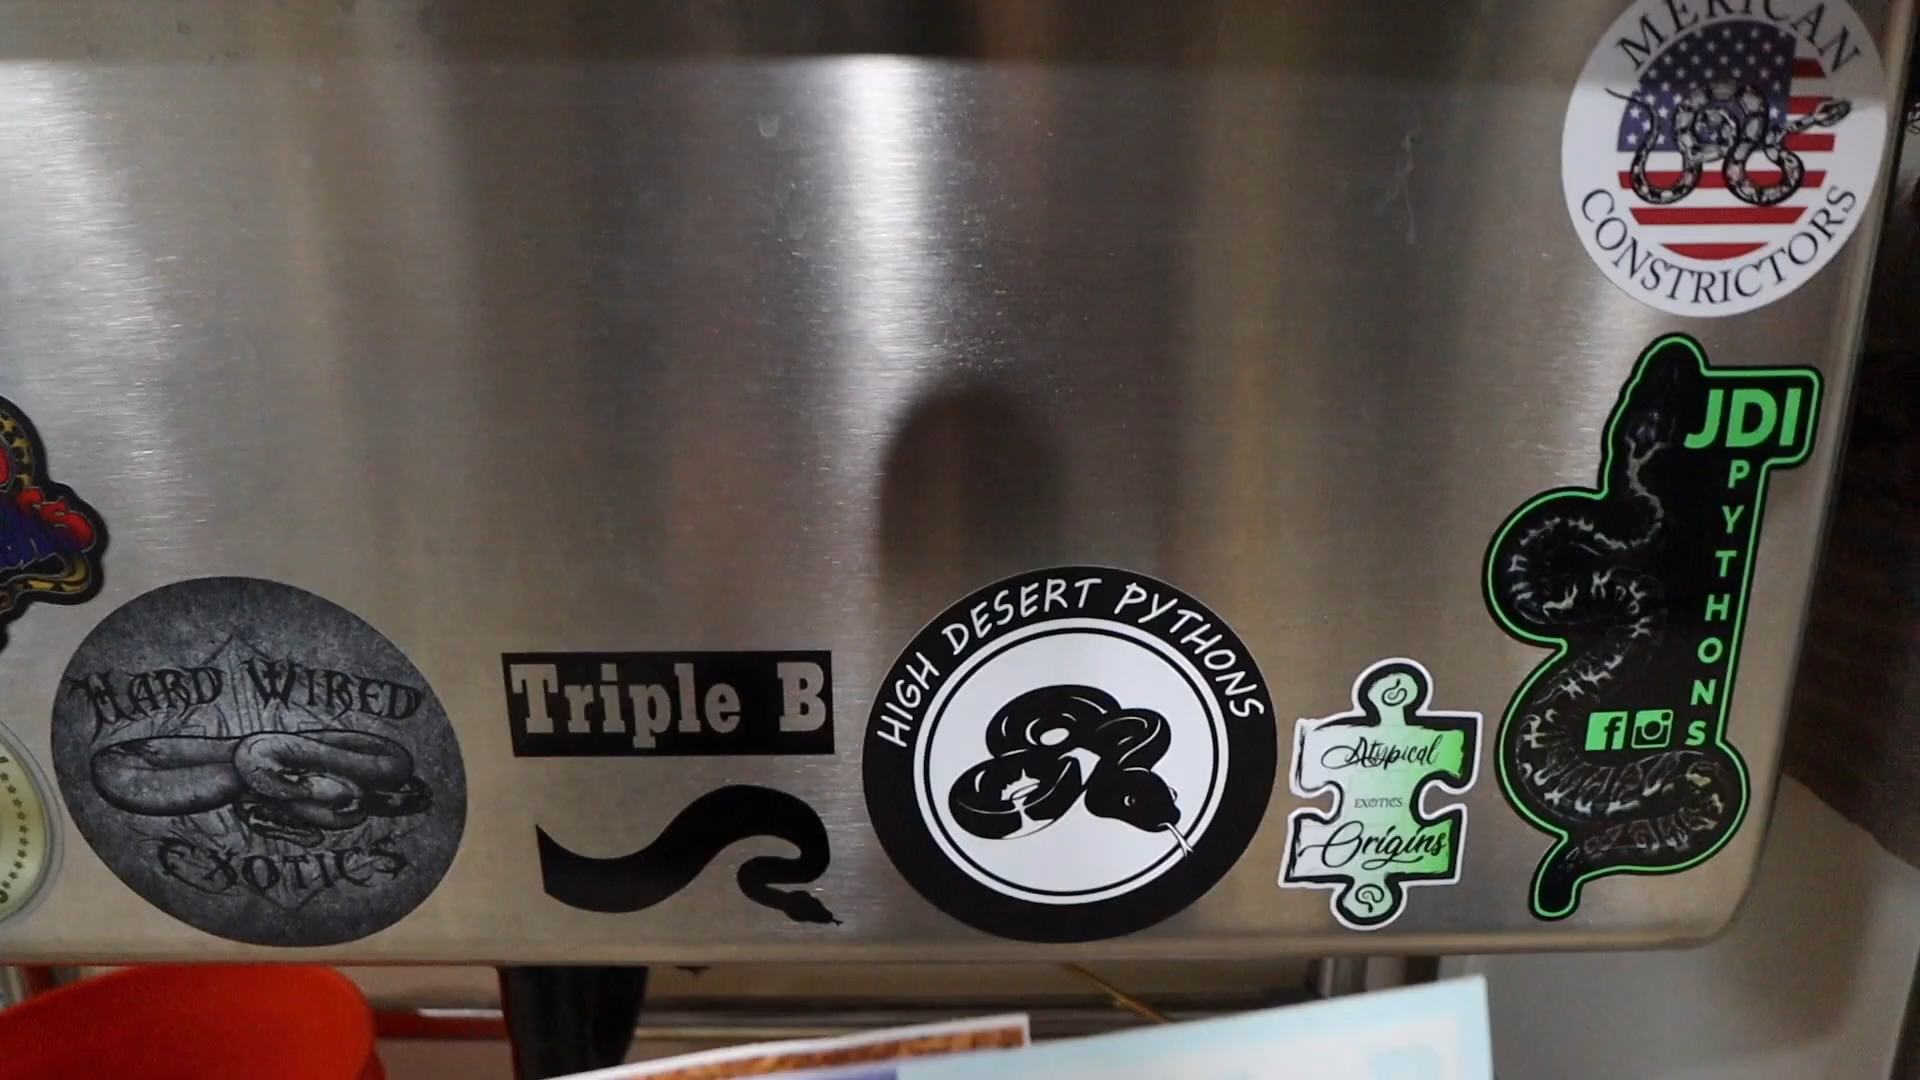 MERICAN
CONSTRICTORS
JDI
PYTHONS
HARD WIRED
EXOTICS
Triple B
HIGH DESERT PYTHONS
Atypical
EXOTICS
Origins